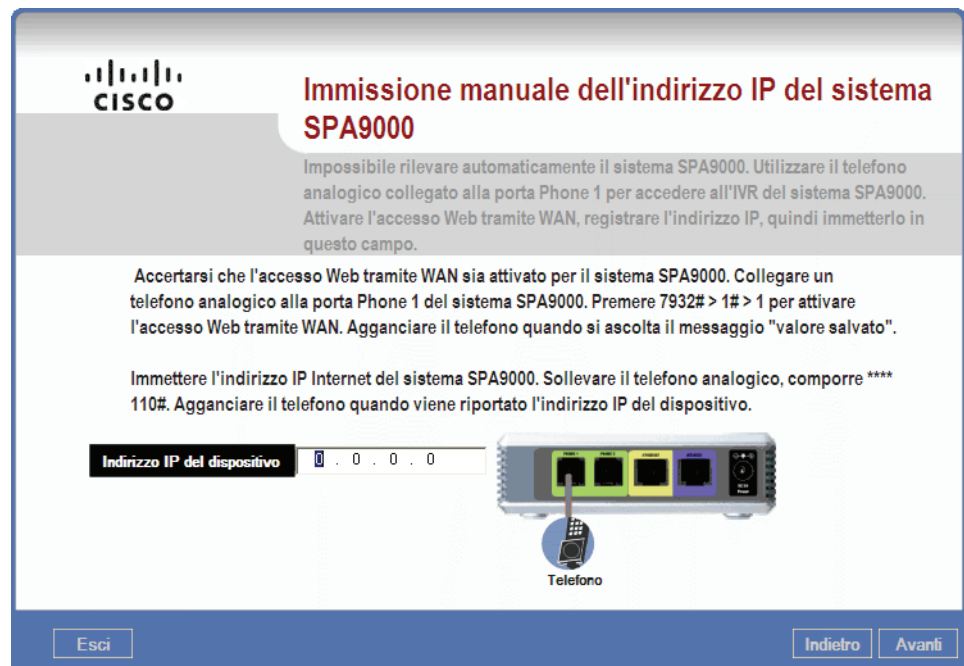 CISCO
Immissione manuale dell'indirizzo IP del sistema
SPA9000
Impossibile rilevare automaticamente il sistema SPA9000. Utilizzare il telefono
analogico collegato alla porta Phone 1 per accedere all'IVR del sistema SPA9000.
Attivare l'accesso Web tramite WAN, registrare l'indirizzo IP, quindi immetterlo in
questo campo.
Accertarsi che l'accesso Web tramite WAN sia attivato per il sistema SPA9000. Collegare un
telefono analogico alla porta Phone 1 del sistema SPA9000. Premere 7932# > 1# > 1 per attivare
l'accesso Web tramite WAN. Agganciare il telefono quando si ascolta il messaggio "valore salvato".
Immettere l'indirizzo IP Internet del sistema SPA9000. Sollevare il telefono analogico, comporre ****
110#. Agganciare il telefono quando viene riportato l'indirizzo IP del dispositivo.
Indirizzo IP del dispositivo
0 . 0 . 0 . 0
Telefono
Esci
Indietro
Avanti